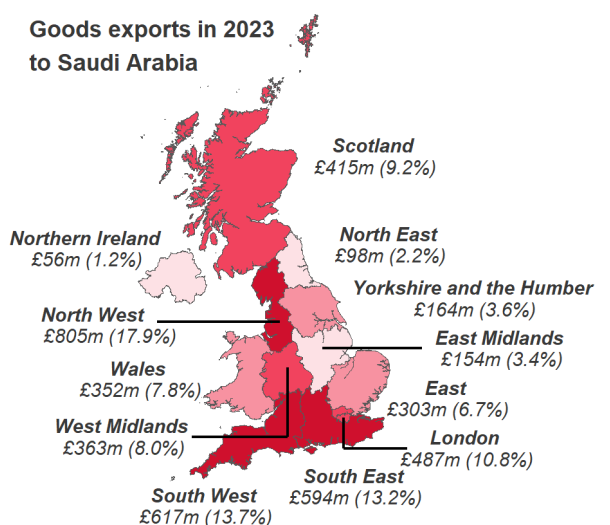 Goods exports in 2023
to Saudi Arabia
Scotland
£415m (9.2%)
Northern Ireland
£56m (1.2%)
North East
£98m (2.2%)
Yorkshire and the Humber
£164m (3.6%)
North West
£805m (17.9%)
East Midlands
£154m (3.4%)
Wales
£352m (7.8%)
East
£303m (6.7%)
West Midlands
£363m (8.0%)
London
£487m (10.8%)
South East
£594m (13.2%)
South West
£617m (13.7%)